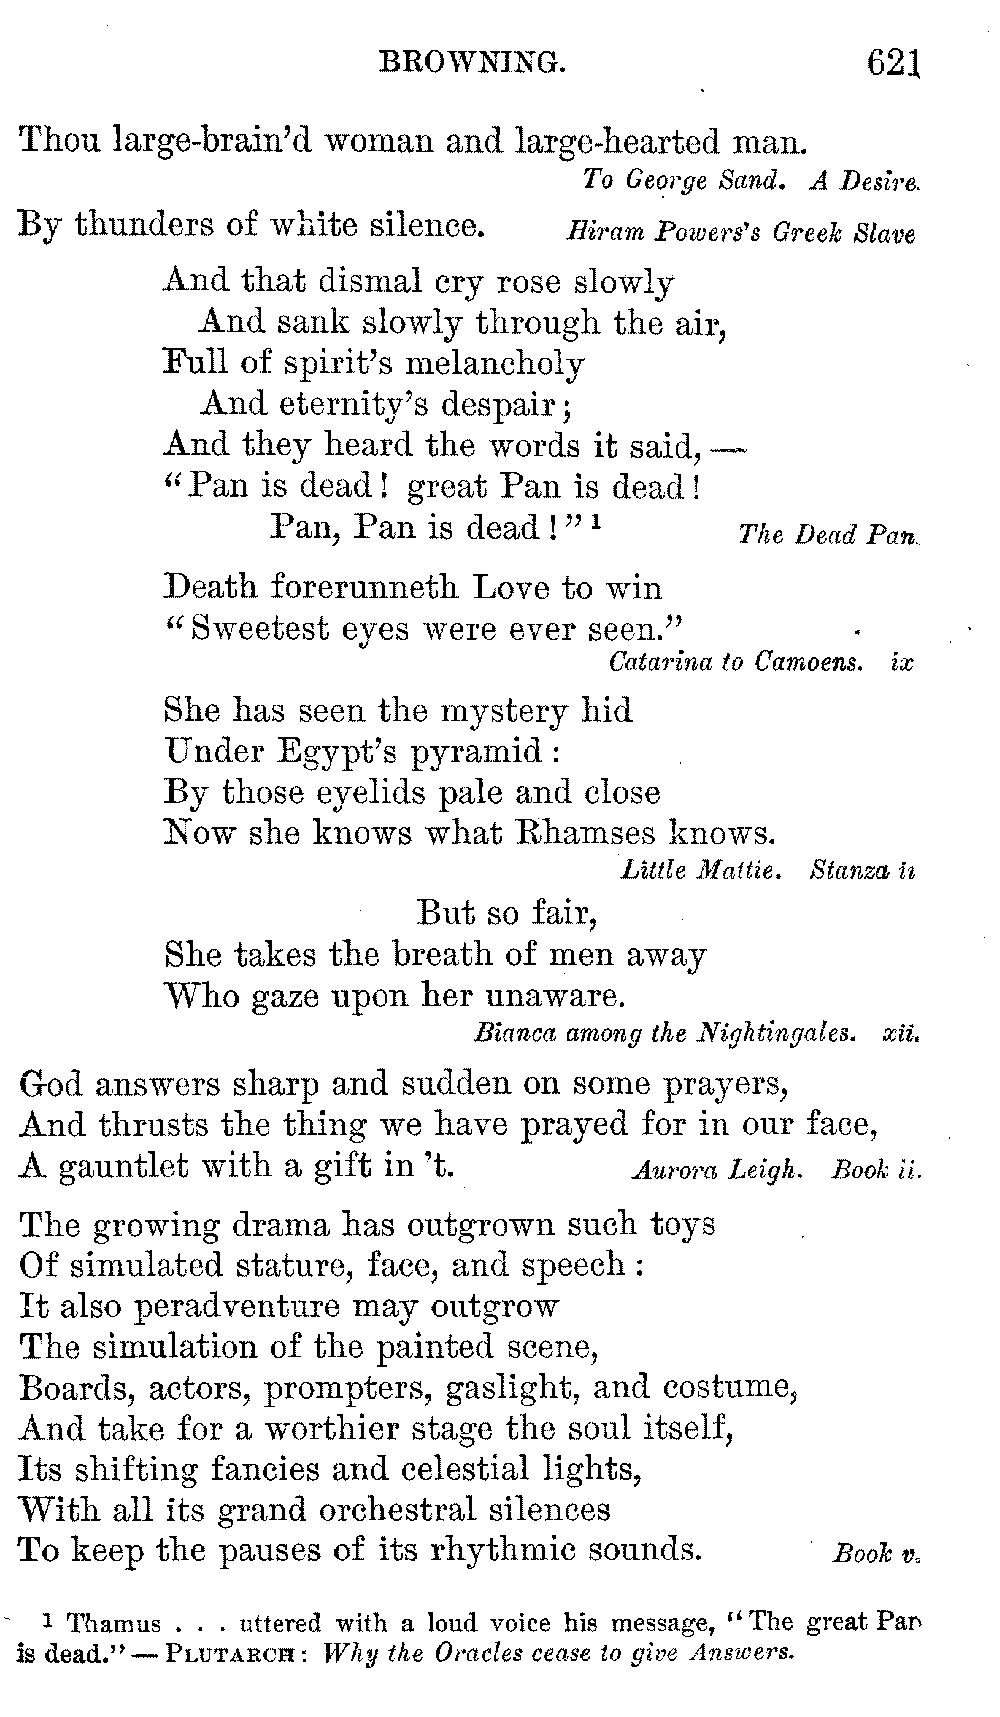 BROWNING. 621
Thou large-brain'd woman and large-hearted man.
To George Sand. A Desire.
By thunders of white silence. Hiram Powers's Greek Slave
And that dismal cry rose slowly
And sank slowly through the air,
Full of spirit's melancholy
And eternity's despair;
And they heard the words it said, —
"Pan is dead! great Pan is dead!
Pan, Pan is dead!" 1 The Dead Pan.
Death forerunneth Love to win
"Sweetest eyes were ever seen."
Catarina to Camoens. ix
She has seen the mystery hid
Under Egypt's pyramid:
By those eyelids pale and close
Now she knows what Rhamses knows.
Little Mattie. Stanza ii
But so fair,
She takes the breath of men away
Who gaze upon her unaware.
Bianca among the Nightingales. xii.
God answers sharp and sudden on some prayers,
And thrusts the thing we have prayed for in our face,
A gauntlet with a gift in 't. Aurora Leigh. Book ii.
The growing drama has outgrown such toys
Of simulated stature, face, and speech:
It also peradventure may outgrow
The simulation of the painted scene,
Boards, actors, prompters, gaslight, and costume,
And take for a worthier stage the soul itself,
Its shifting fancies and celestial lights,
With all its grand orchestral silences
To keep the pauses of its rhythmic sounds. Book v.
1 Thamus . . . uttered with a loud voice his message, "The great Pan
is dead." — PLUTARCH: Why the Oracles cease to give Answers.